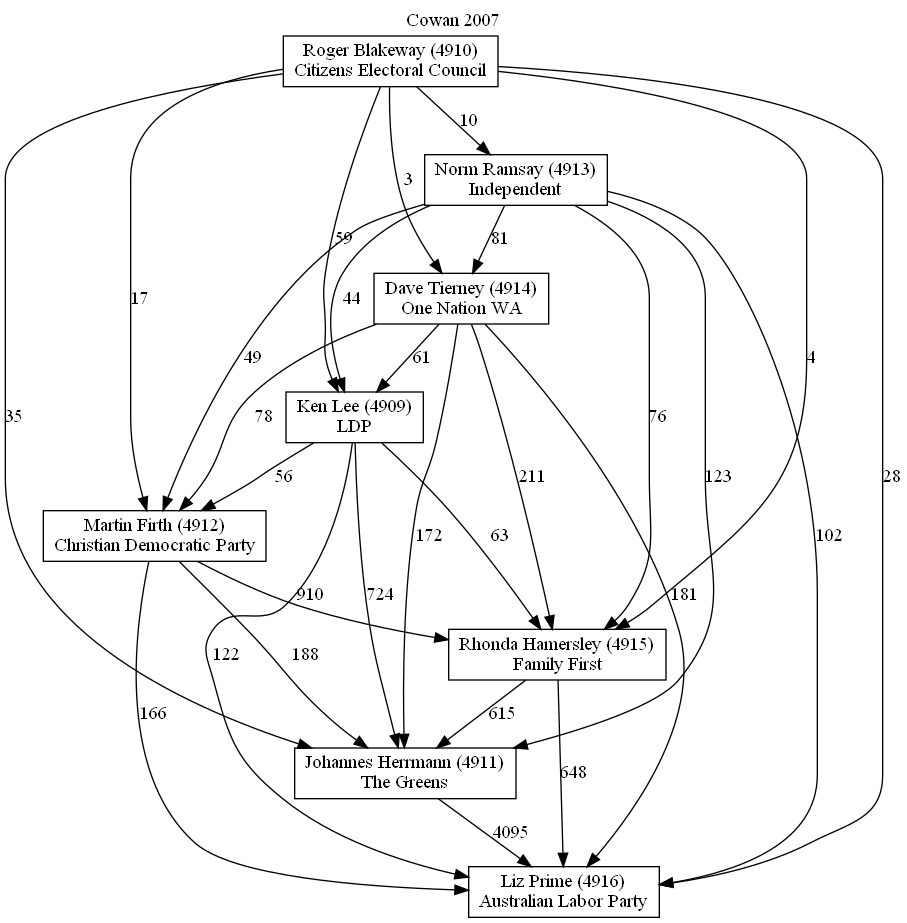 Cowan 2007
Roger Blakeway (4910)
Citizens Electoral Council
10
Norm Ramsay (4913)
Independent
3
59
81
17
44
Dave Tierney (4914)
One Nation WA
49
61
4
35
78
76
Ken Lee (4909)
LDP
56
211
123
28
Martin Firth (4912)
Christian Democratic Party
172
63
102
910
724
181
122
188
Rhonda Hamersley (4915)
Family First
166
615
Johannes Herrmann (4911)
The Greens
648
4095
Liz Prime (4916)
Australian Labor Party